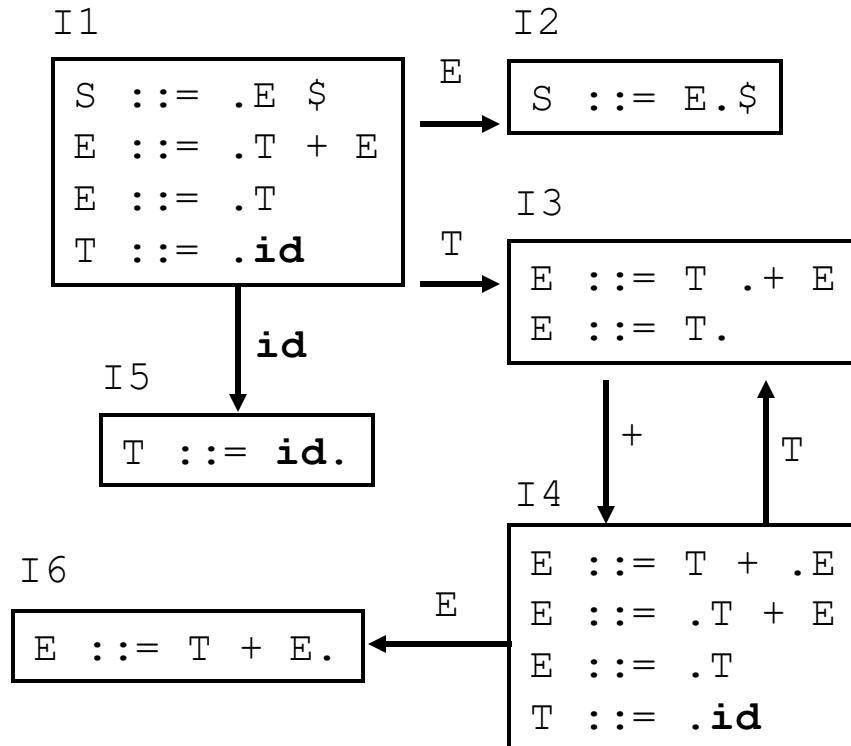 I1
S ::= .E $
E ::= .T + E
E ::= .T
T ::= .id
E
I2
S ::= E.$
T
I3
E ::= T .+ E
E ::= T.
id
I5
T ::= id.
+
T
I4
E ::= T + .E
E ::= .T + E
E ::= .T
T ::= .id
E
I6
E ::= T + E.